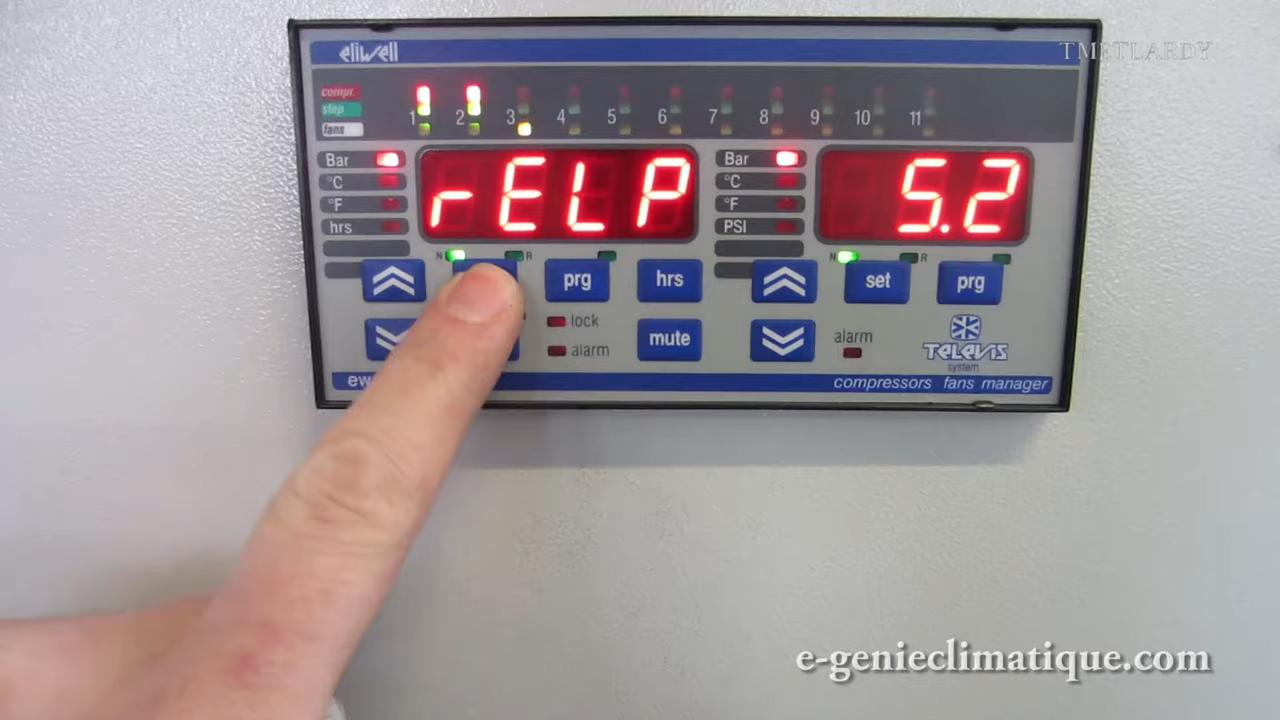 TMETLARDY
eliwell
compr.
step
fans
1 2 3 4 5 6 7 8 9 10 11
Bar
°C
°F
hrs
rELP
Bar
°C
°F
PSI
5.2
N R N R
prg hrs set prg
lock
alarm
mute
alarm
TELEVIS
system
compressors fans manager
e-genieclimatique.com